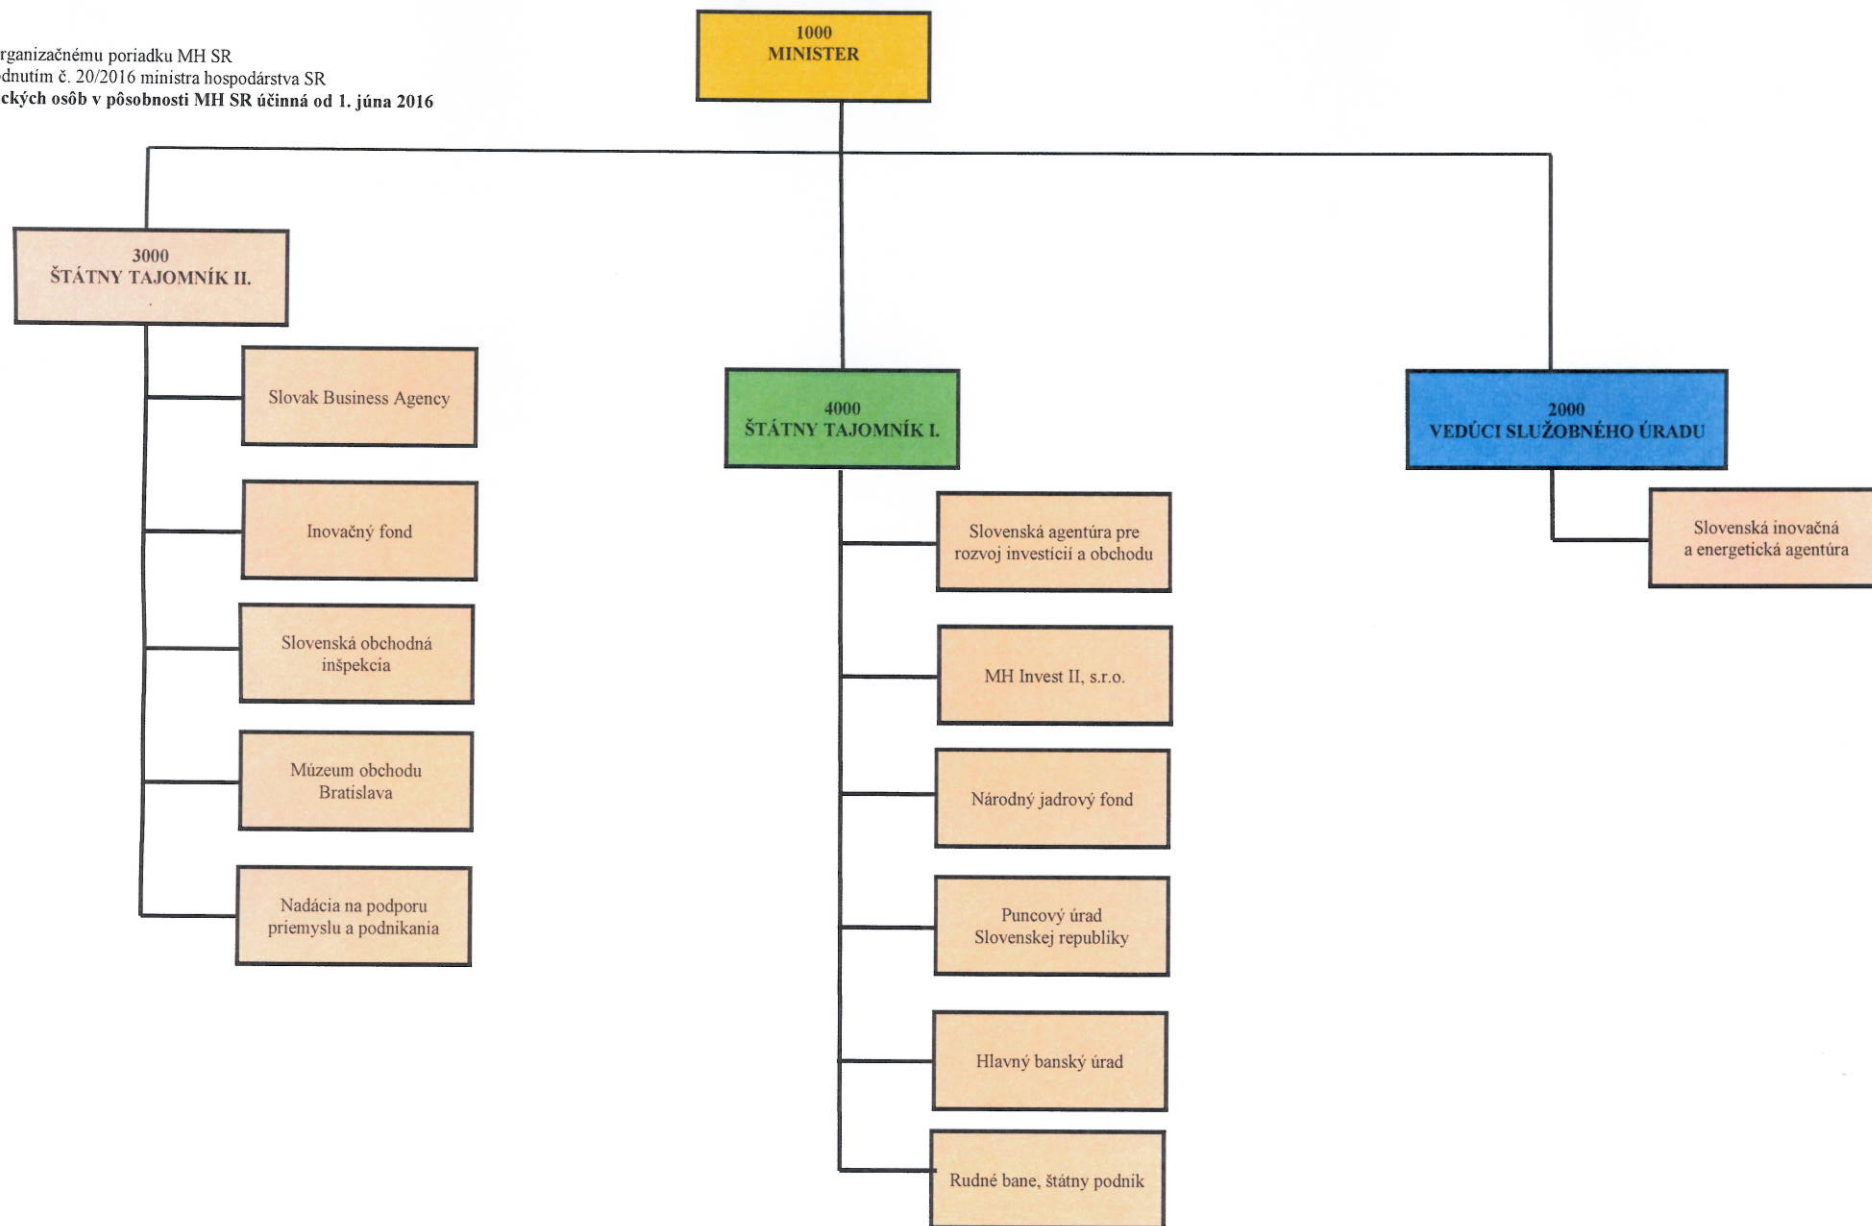 1000
MINISTER
rganizačnému poriadku MH SR
odnutím č. 20/2016 ministra hospodárstva SR
ckých osôb v pôsobnosti MH SR účinná od 1. júna 2016
3000
ŠTÁTNY TAJOMNÍK II.
Slovak Business Agency
Inovačný fond
Slovenská obchodná
inšpekcia
Múzeum obchodu
Bratislava
Nadácia na podporu
priemyslu a podnikania
4000
ŠTÁTNY TAJOMNÍK I.
Slovenská agentúra pre
rozvoj investícií a obchodu
MH Invest II, s.r.o.
Národný jadrový fond
Puncový úrad
Slovenskej republiky
Hlavný banský úrad
Rudné bane, štátny podnik
2000
VEDÚCI SLUŽOBNÉHO ÚRADU
Slovenská inovačná
a energetická agentúra